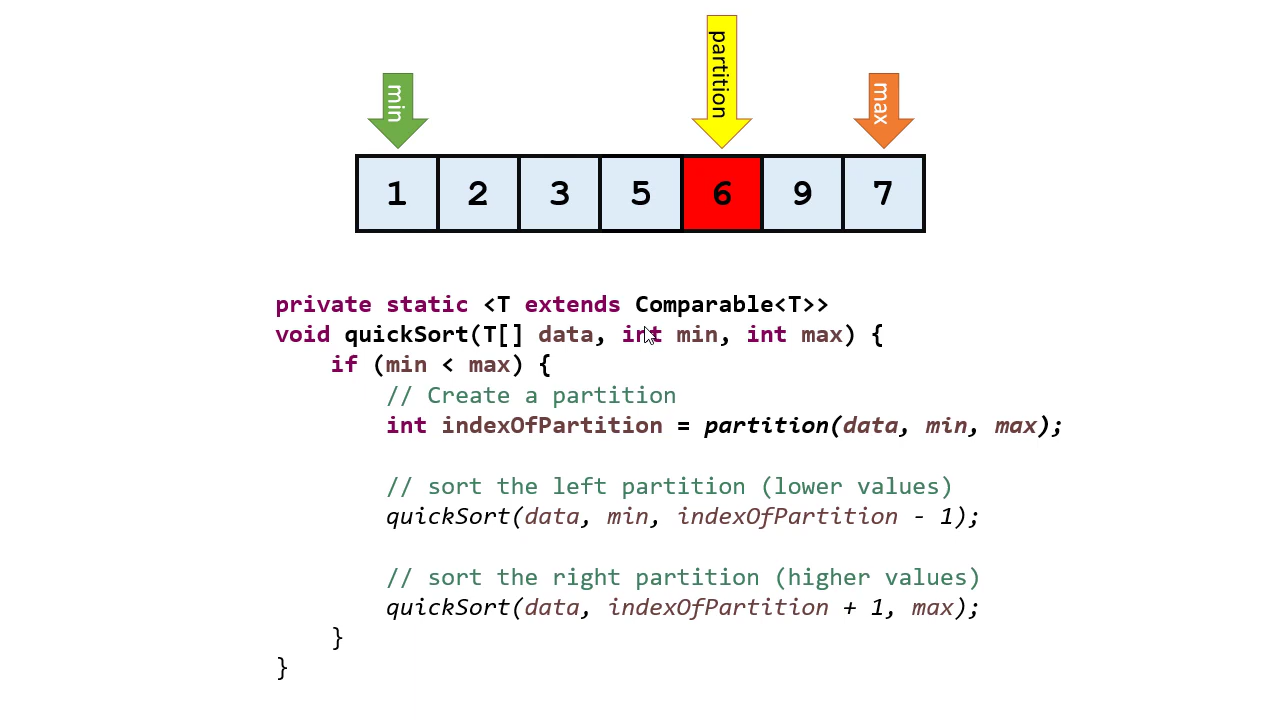 min
partition
max
1 2 3 5 6 9 7
private static <T extends Comparable<T>>
void quickSort(T[] data, int min, int max) {
    if (min < max) {
        // Create a partition
        int indexOfPartition = partition(data, min, max);
        // sort the left partition (lower values)
        quickSort(data, min, indexOfPartition - 1);
        // sort the right partition (higher values)
        quickSort(data, indexOfPartition + 1, max);
    }
}